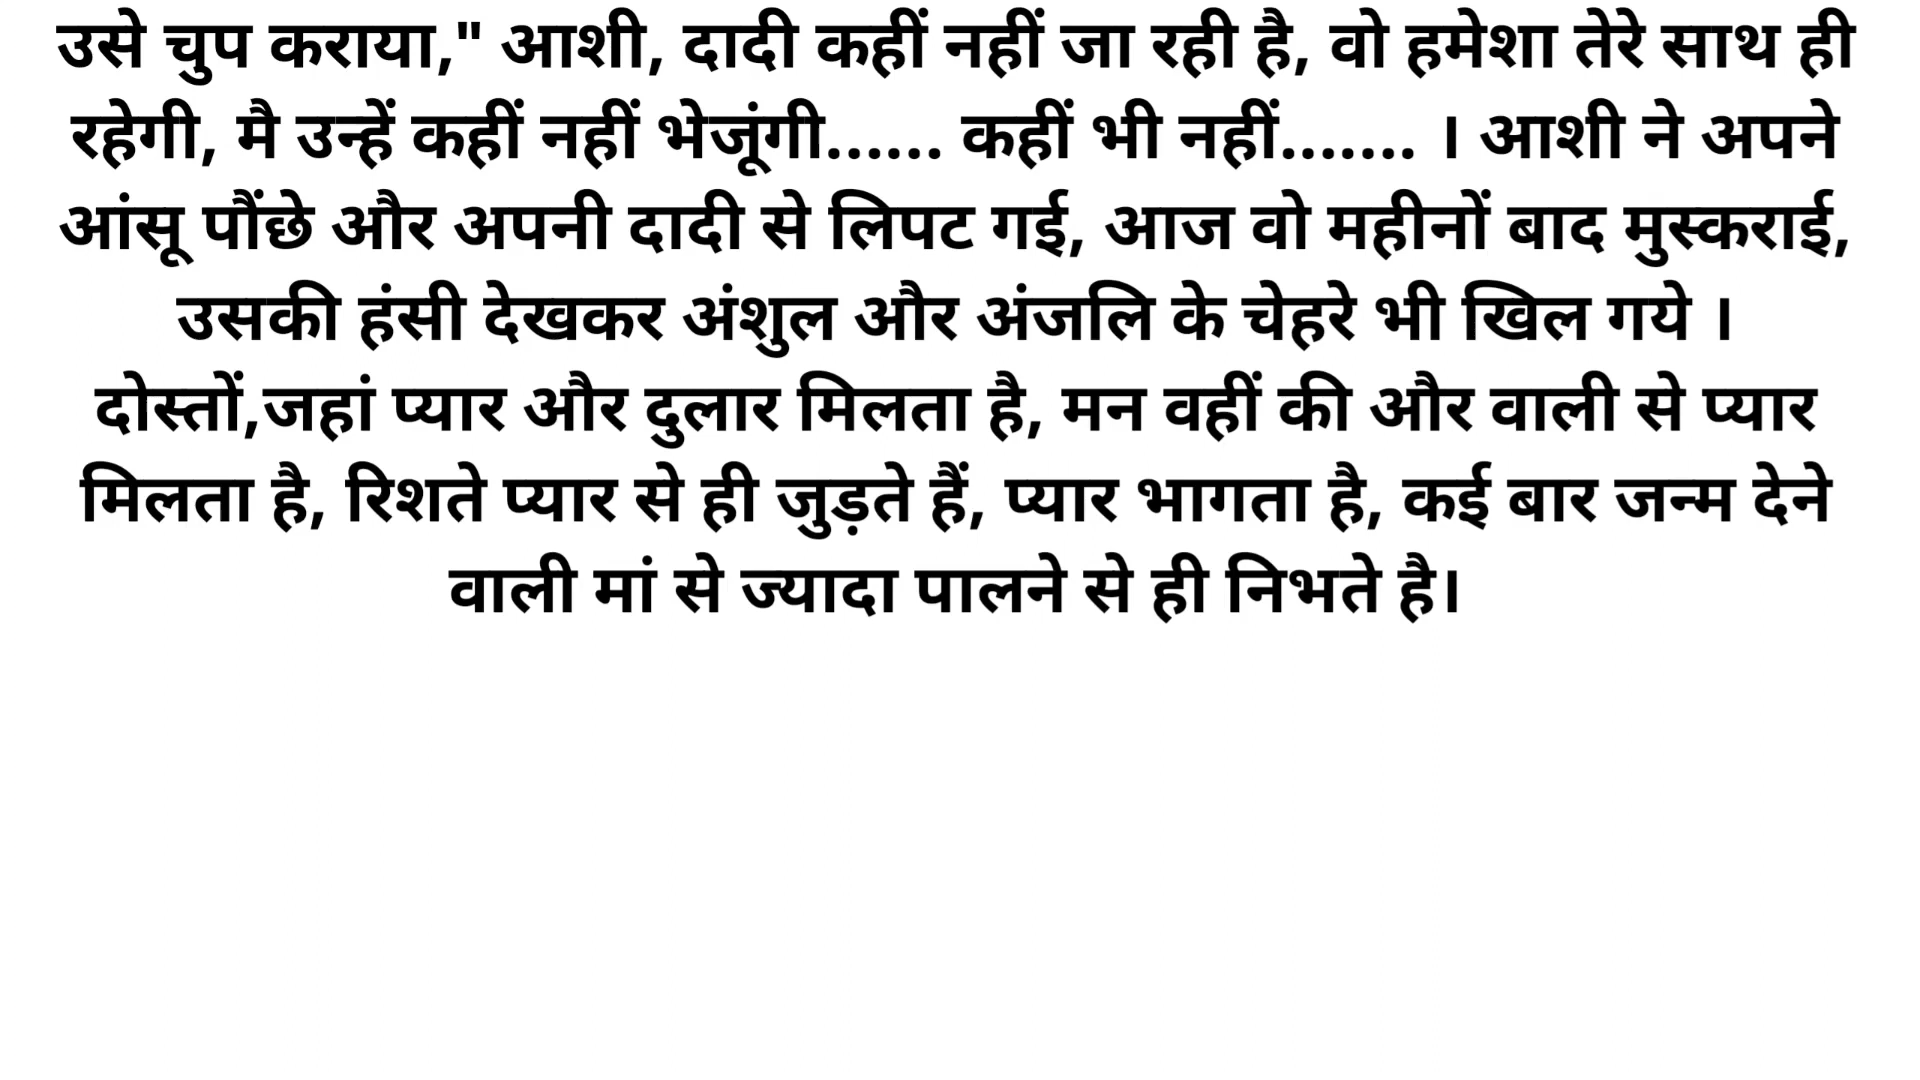 उसे चुप कराया," आशी, दादी कहीं नहीं जा रही है, वो हमेशा तेरे साथ ही
रहेगी, मै उन्हें कहीं नहीं भेजूंगी...... कहीं भी नहीं....... । आशी ने अपने
आंसू पौंछे और अपनी दादी से लिपट गई, आज वो महीनों बाद मुस्कराई,
उसकी हंसी देखकर अंशुल और अंजलि के चेहरे भी खिल गये ।
दोस्तों,जहां प्यार और दुलार मिलता है, मन वहीं की और वाली से प्यार
मिलता है, रिशते प्यार से ही जुड़ते हैं, प्यार भागता है, कई बार जन्म देने
वाली मां से ज्यादा पालने से ही निभते है।